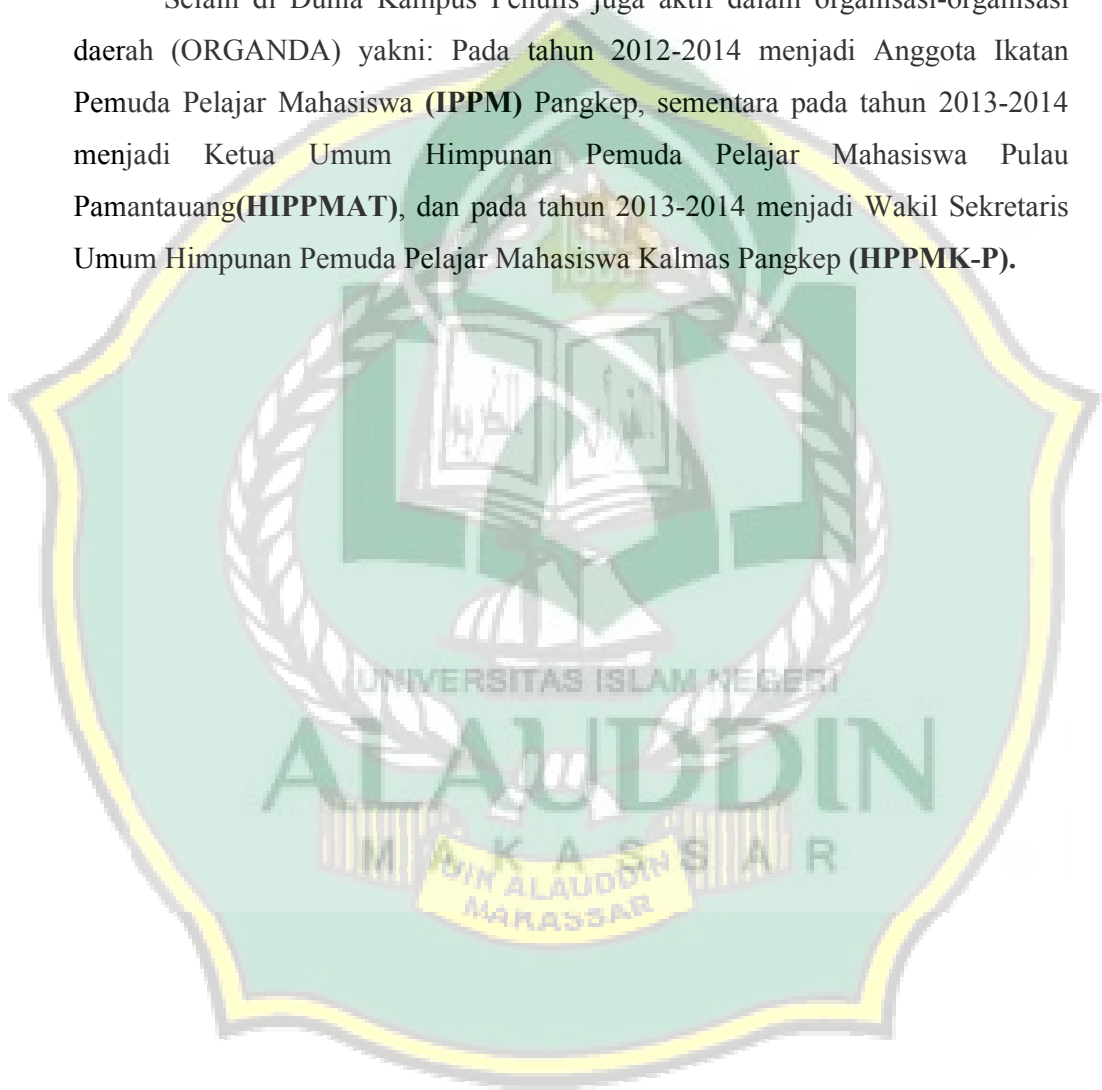 Selain di Dunia Kampus Penulis juga aktif dalam organisasi-organisasi
daerah (ORGANDA) yakni: Pada tahun 2012-2014 menjadi Anggota Ikatan
Pemuda Pelajar Mahasiswa (IPPM) Pangkep, sementara pada tahun 2013-2014
menjadi Ketua Umum Himpunan Pemuda Pelajar Mahasiswa Pulau
Pamantauang(HIPPMAT), dan pada tahun 2013-2014 menjadi Wakil Sekretaris
Umum Himpunan Pemuda Pelajar Mahasiswa Kalmas Pangkep (HPPMK-P).
UNIVERSITAS ISLAM NEGERI
ALAUDDIN
MAKASSAR
UIN ALAUDDIN
MAKASSAR